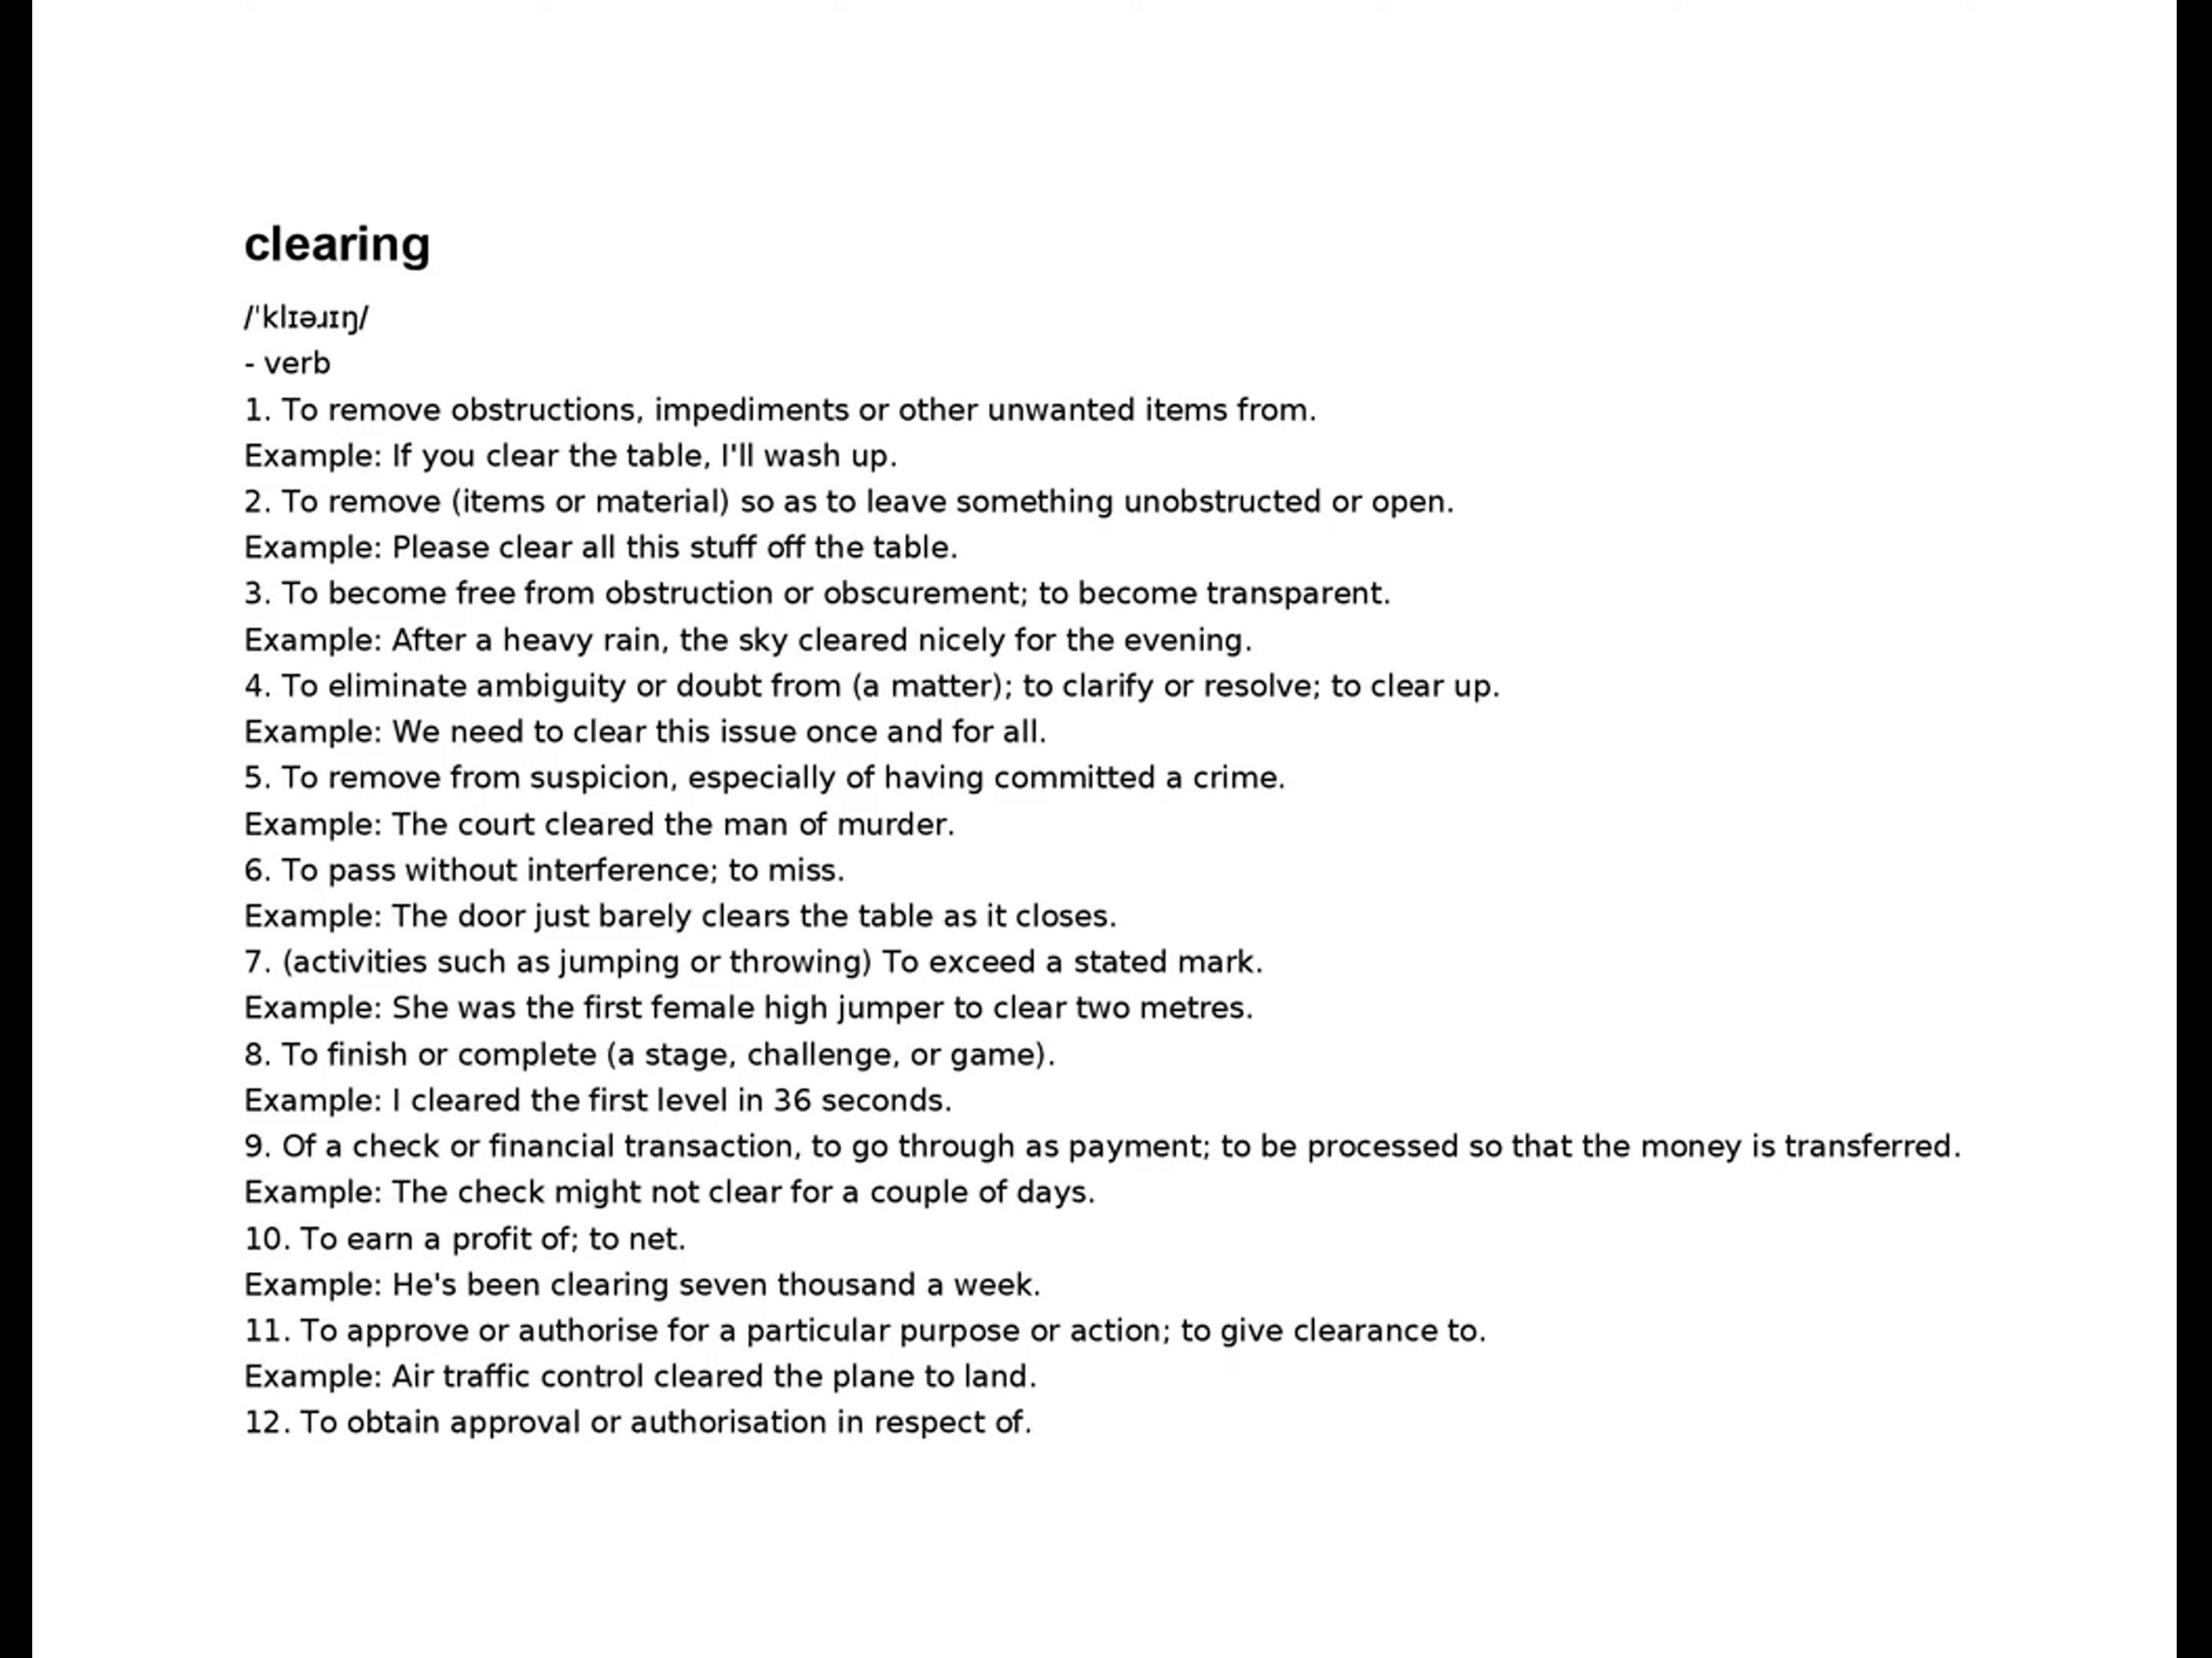 clearing
/ˈklɪəɹɪŋ/
- verb
1. To remove obstructions, impediments or other unwanted items from.
Example: If you clear the table, I'll wash up.
2. To remove (items or material) so as to leave something unobstructed or open.
Example: Please clear all this stuff off the table.
3. To become free from obstruction or obscurement; to become transparent.
Example: After a heavy rain, the sky cleared nicely for the evening.
4. To eliminate ambiguity or doubt from (a matter); to clarify or resolve; to clear up.
Example: We need to clear this issue once and for all.
5. To remove from suspicion, especially of having committed a crime.
Example: The court cleared the man of murder.
6. To pass without interference; to miss.
Example: The door just barely clears the table as it closes.
7. (activities such as jumping or throwing) To exceed a stated mark.
Example: She was the first female high jumper to clear two metres.
8. To finish or complete (a stage, challenge, or game).
Example: I cleared the first level in 36 seconds.
9. Of a check or financial transaction, to go through as payment; to be processed so that the money is transferred.
Example: The check might not clear for a couple of days.
10. To earn a profit of; to net.
Example: He's been clearing seven thousand a week.
11. To approve or authorise for a particular purpose or action; to give clearance to.
Example: Air traffic control cleared the plane to land.
12. To obtain approval or authorisation in respect of.